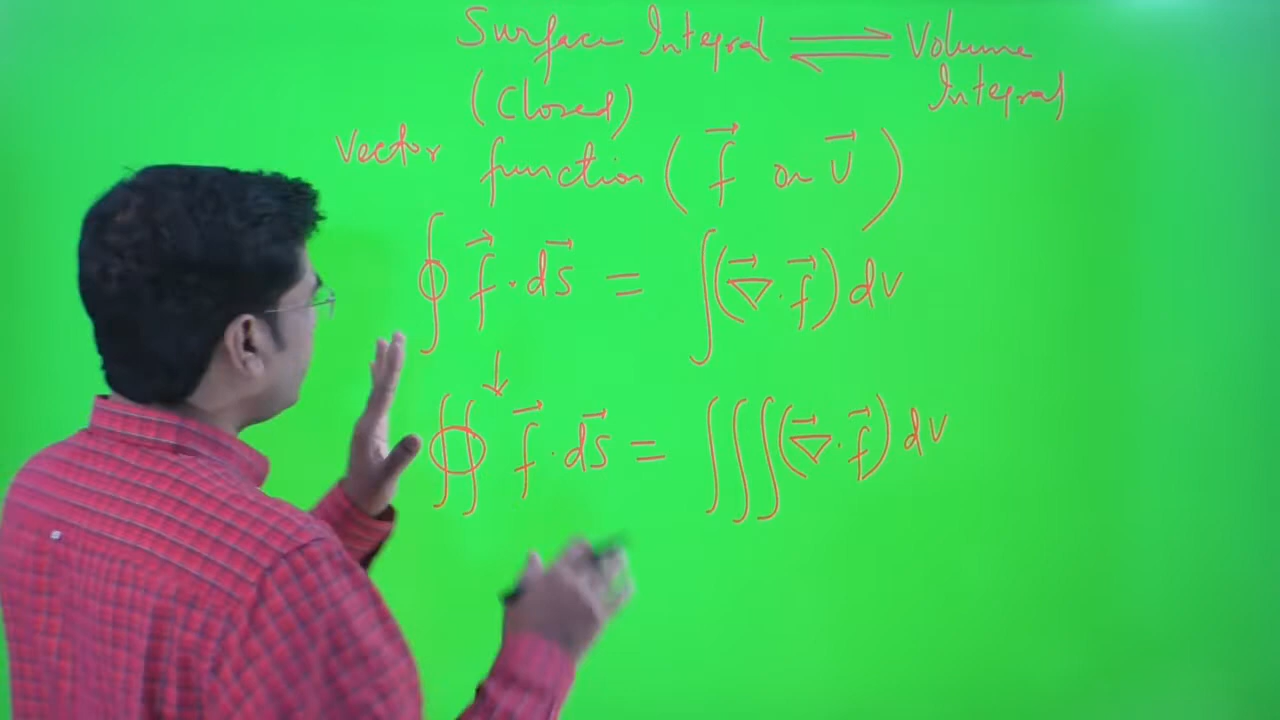 Surface Integral ⇌ Volume
(Closed) Integral
Vector function ( f⃗ or v⃗ )
∮ f⃗ · ds⃗ = ∫(∇⃗ · f⃗) dv
↓
∯ f⃗ · ds⃗ = ∫∫∫(∇⃗ · f⃗) dv